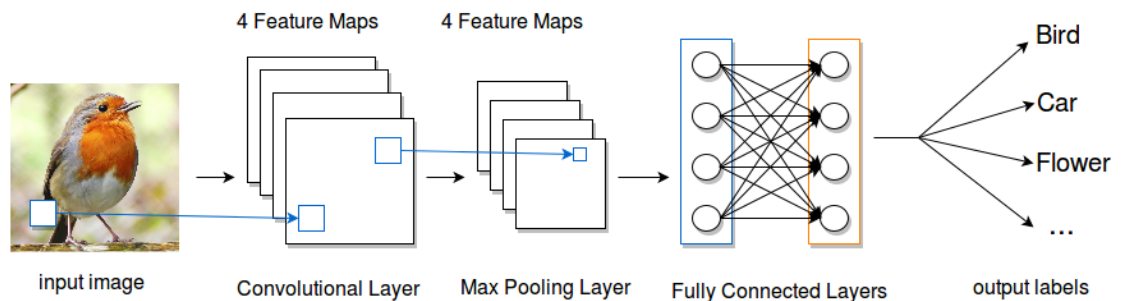 4 Feature Maps
4 Feature Maps
Bird
Car
Flower
...
input image
Convolutional Layer
Max Pooling Layer
Fully Connected Layers
output labels